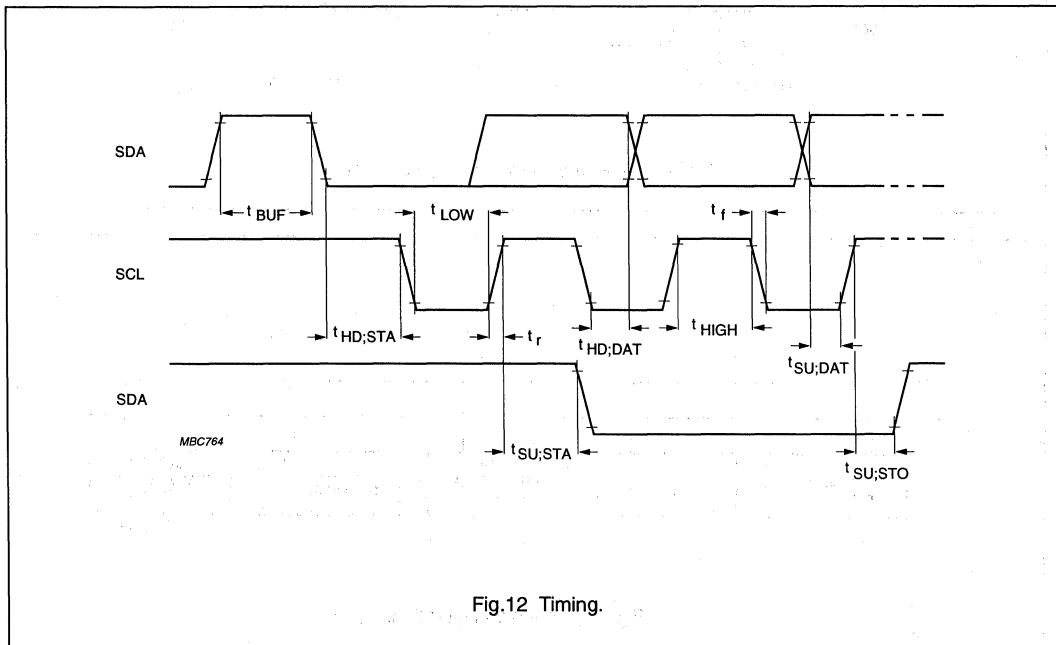 SDA
t BUF
t LOW
t f
SCL
t HD;STA
t r
t HD;DAT
t HIGH
t SU;DAT
SDA
MBC764
t SU;STA
t SU;STO
Fig.12 Timing.